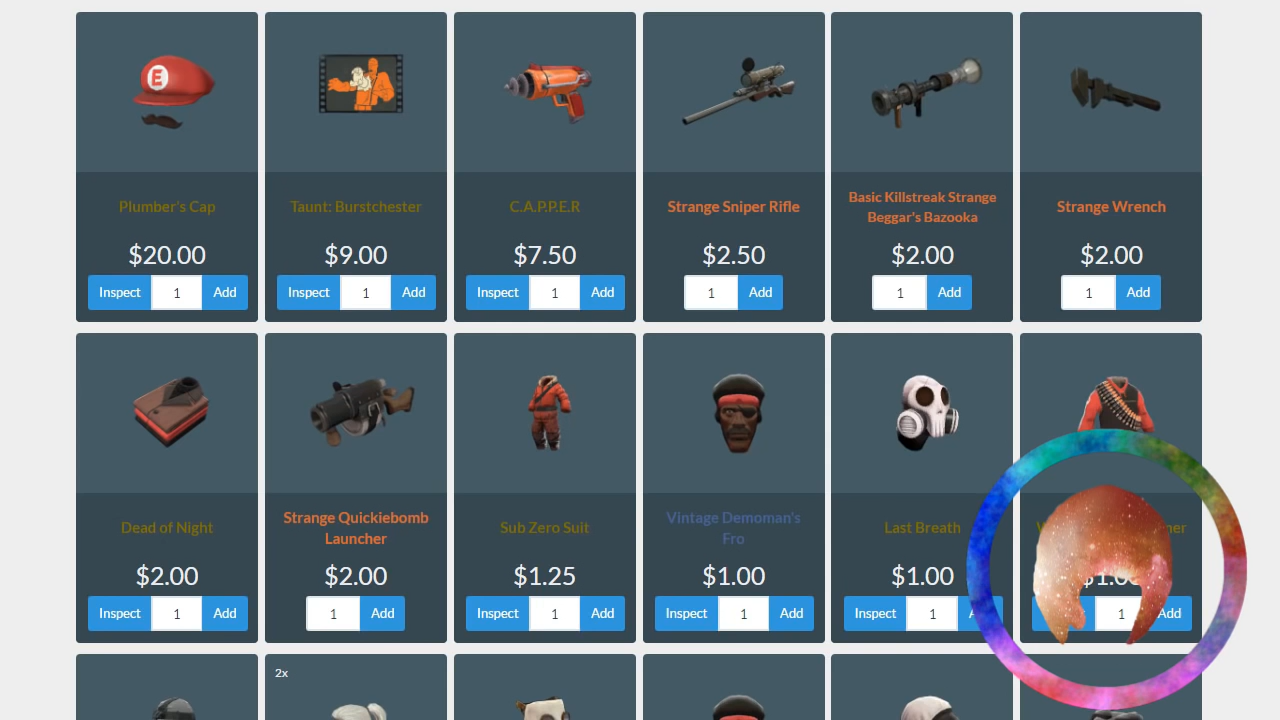 E
Plumber's Cap
$20.00
Inspect 1 Add
Taunt: Burstchester
$9.00
Inspect 1 Add
C.A.P.P.E.R
$7.50
Inspect 1 Add
Strange Sniper Rifle
$2.50
1 Add
Basic Killstreak Strange
Beggar's Bazooka
$2.00
1 Add
Strange Wrench
$2.00
1 Add
Dead of Night
$2.00
Inspect 1 Add
Strange Quickiebomb
Launcher
$2.00
1 Add
Sub Zero Suit
$1.25
Inspect 1 Add
Vintage Demoman's
Fro
$1.00
Inspect 1 Add
Last Breath
$1.00
Inspect 1
1 Add
2x